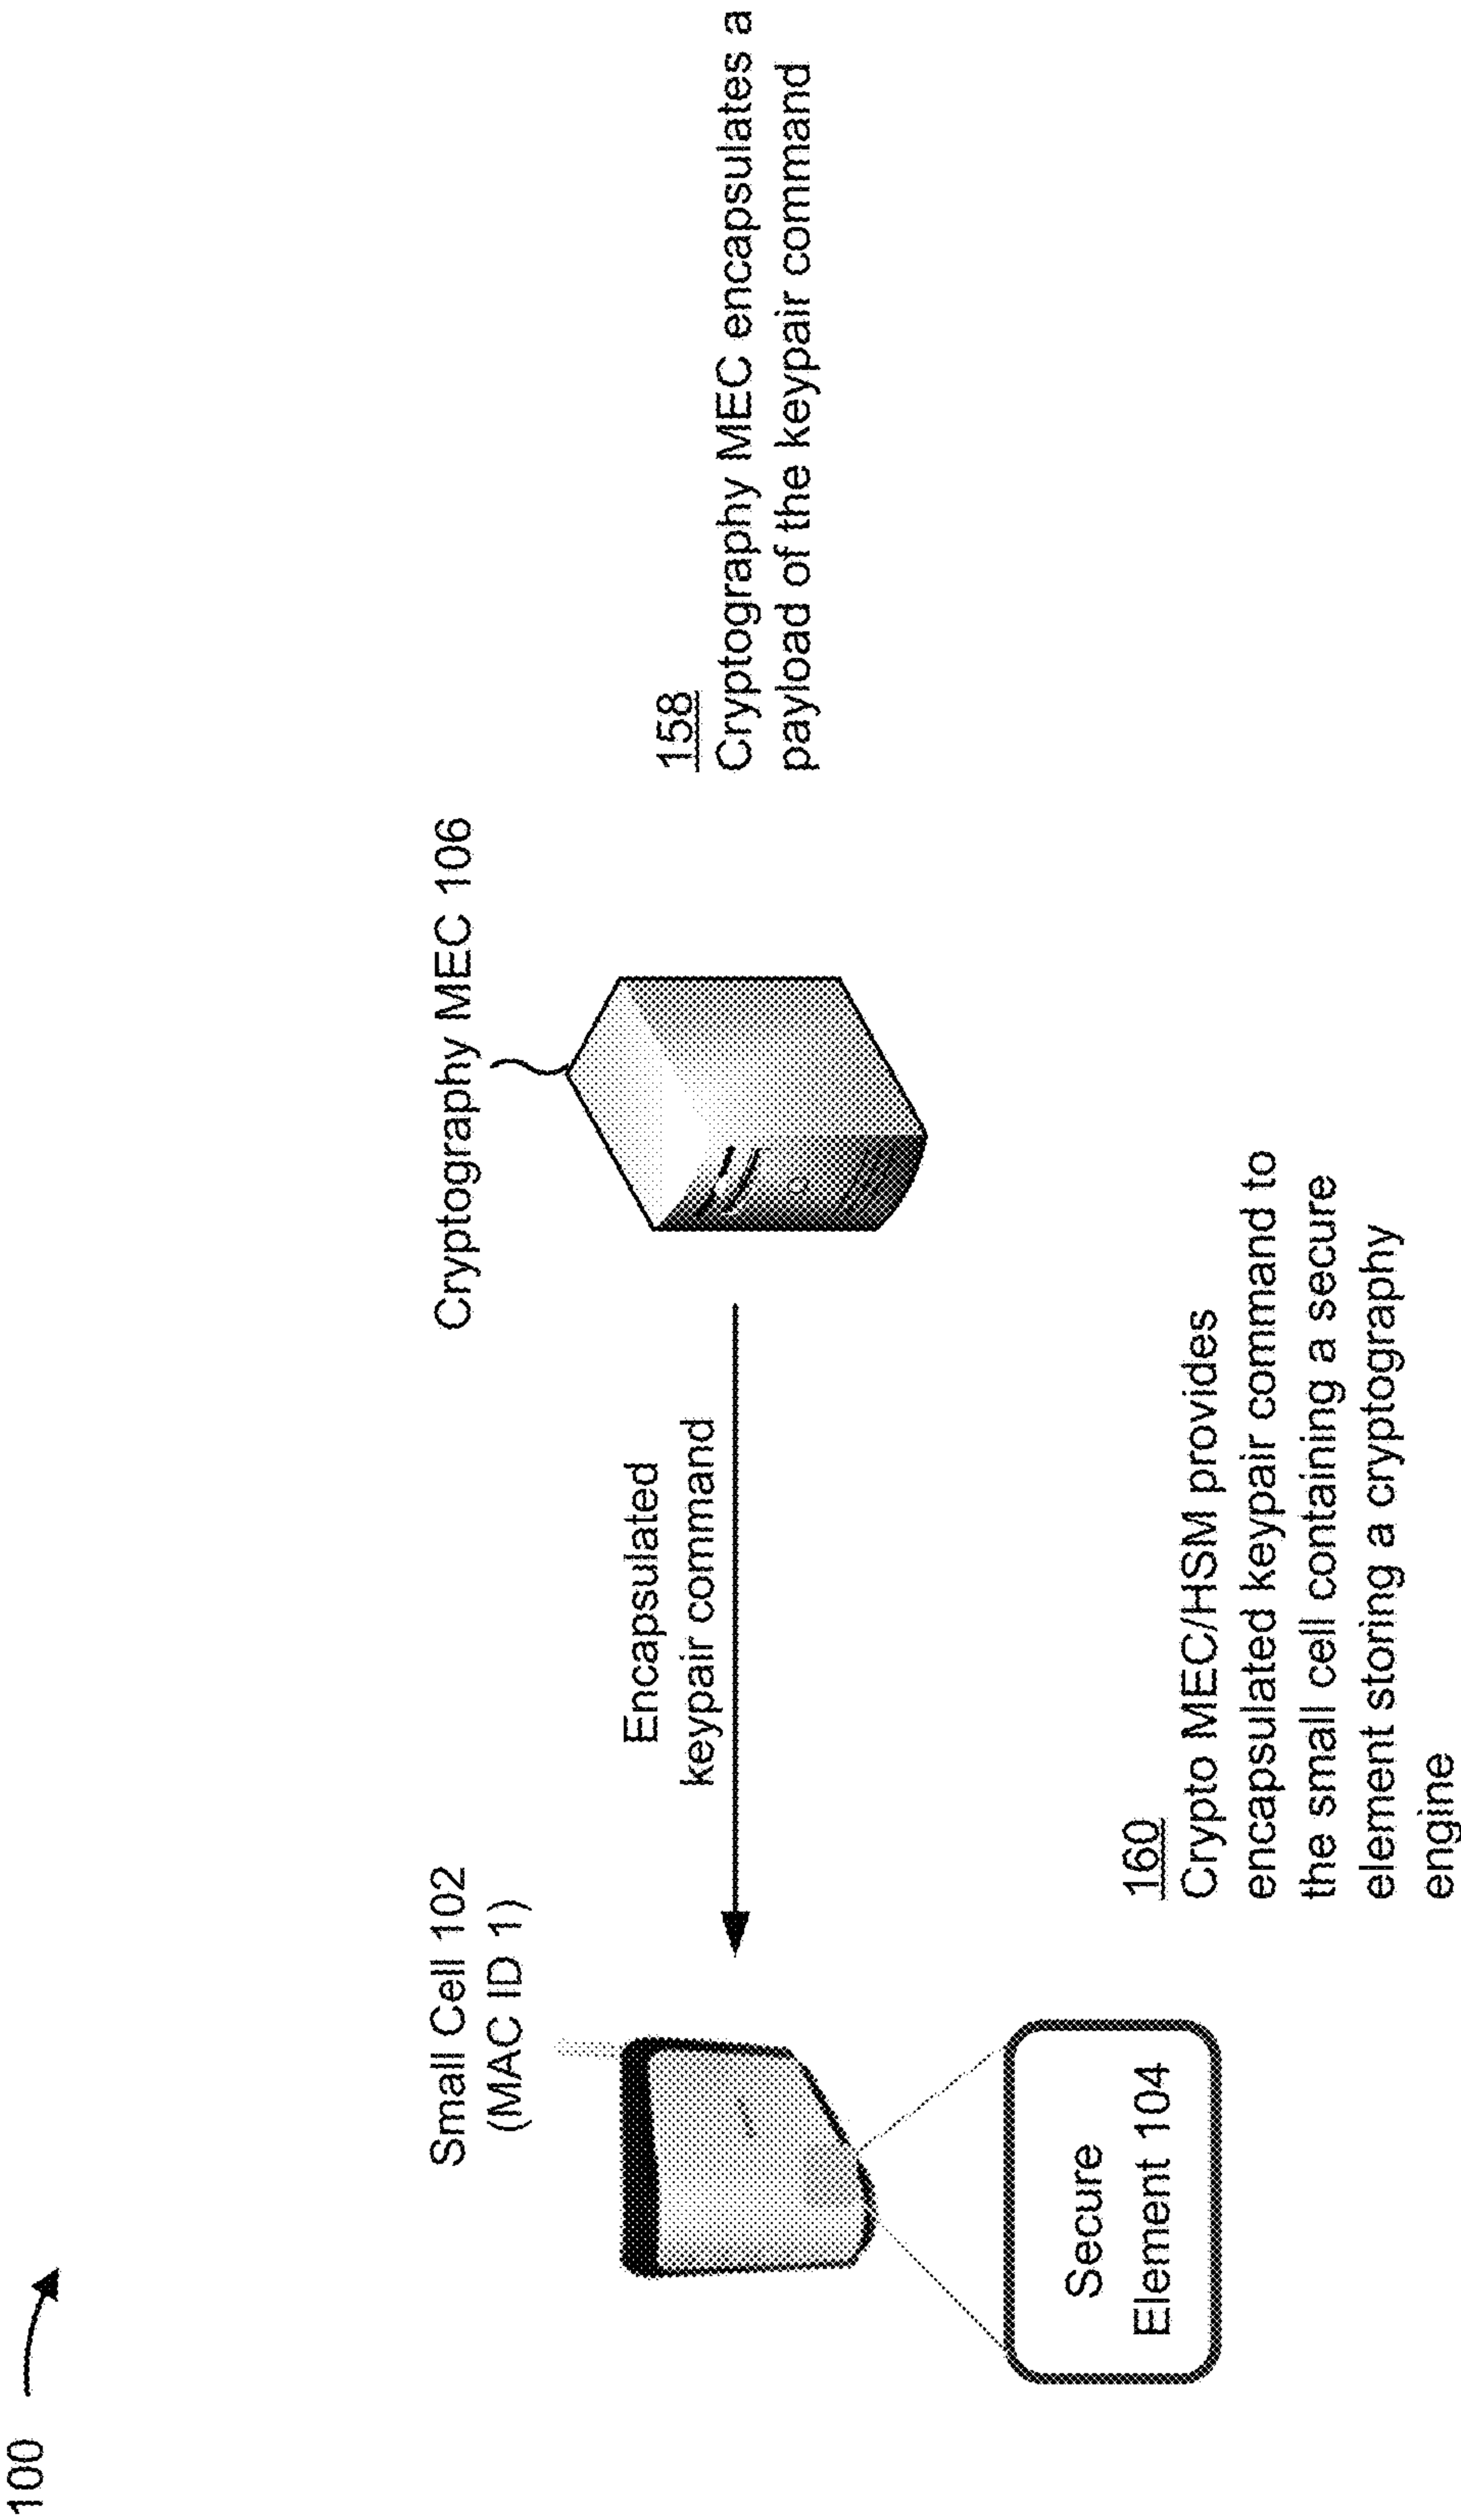 100
Small Cell 102
(MAC ID 1)
Cryptography MEC 106
Encapsulated
keypair command
158
Cryptography MEC encapsulates a
payload of the keypair command
Secure
Element 104
160
Crypto MEC/HSM provides
encapsulated keypair command to
the small cell containing a secure
element storing a cryptography
engine